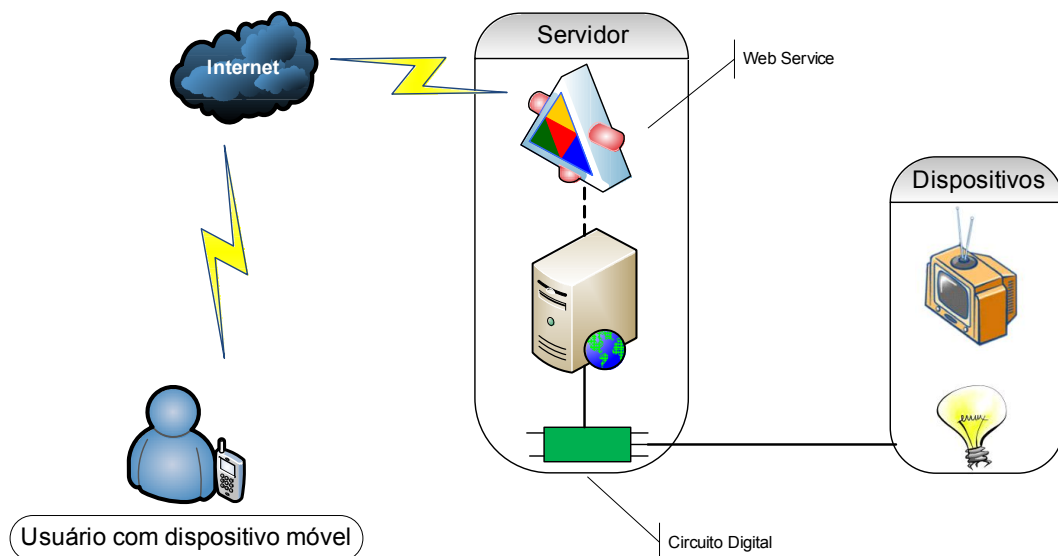 Servidor
Internet
Web Service
Dispositivos
Usuário com dispositivo móvel
Circuito Digital